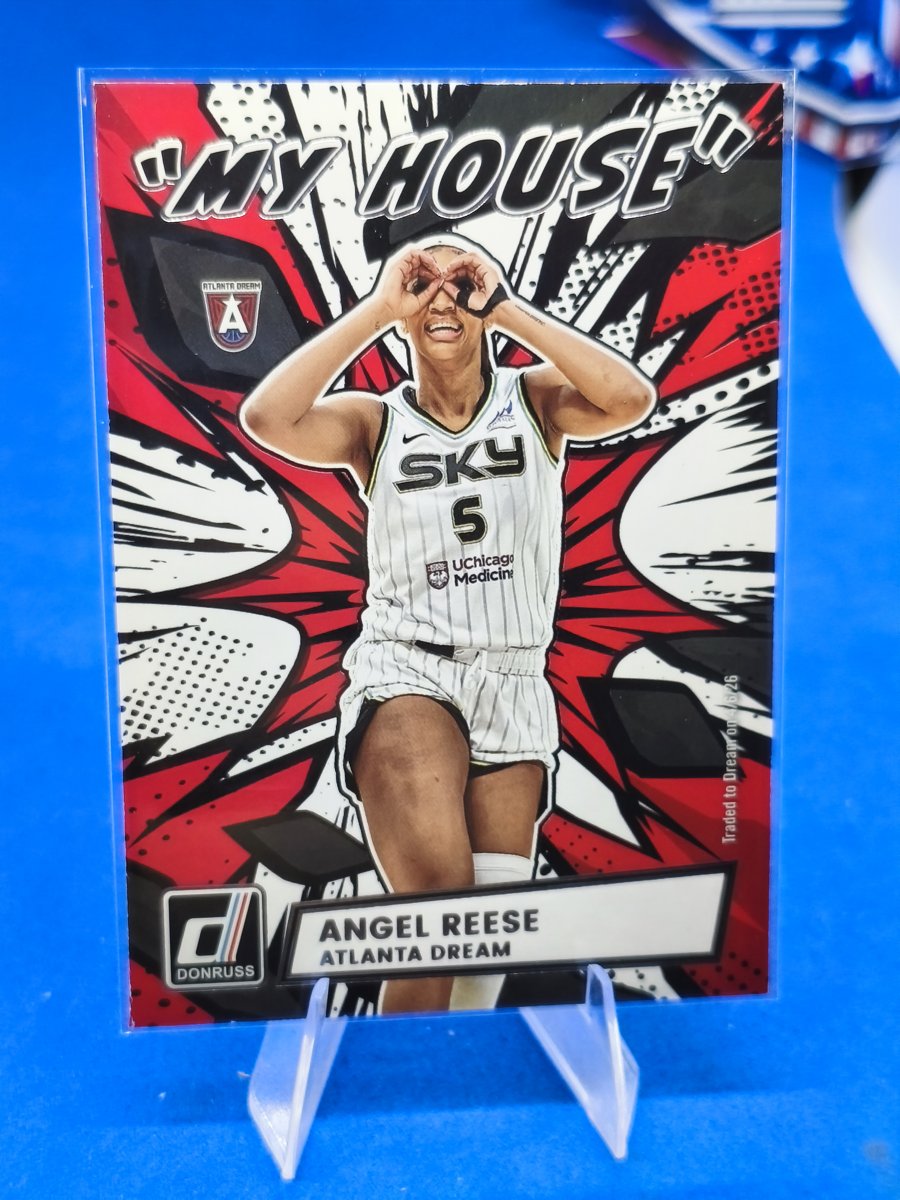 "MY HOUSE"
ATLANTA DREAM
A
SKY
5
UChicago
Medicine
Traded to Dream on
ANGEL REESE
ATLANTA DREAM
DONRUSS